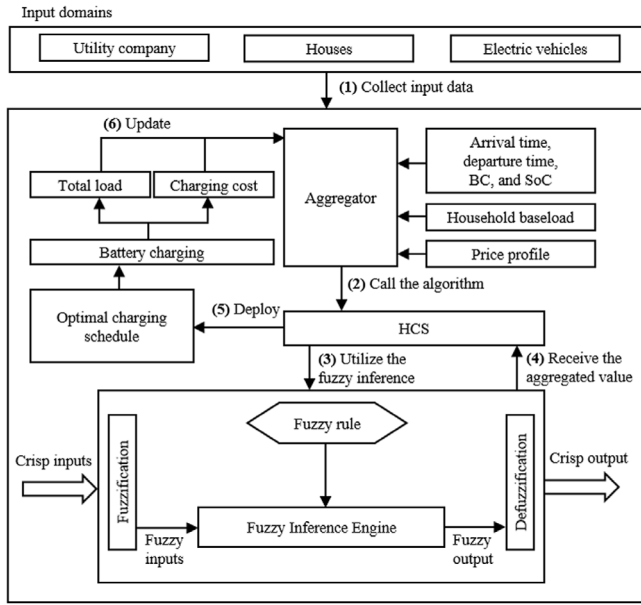 Input domains
Utility company
Houses
Electric vehicles
(1) Collect input data
(6) Update
Total load
Charging cost
Aggregator
Arrival time,
departure time,
BC, and SoC
Household baseload
Price profile
Battery charging
(2) Call the algorithm
Optimal charging
schedule
(5) Deploy
HCS
(3) Utilize the
fuzzy inference
(4) Receive the
aggregated value
Crisp inputs
Fuzzification
Fuzzy rule
Fuzzy
inputs
Fuzzy Inference Engine
Fuzzy
output
Defuzzification
Crisp output